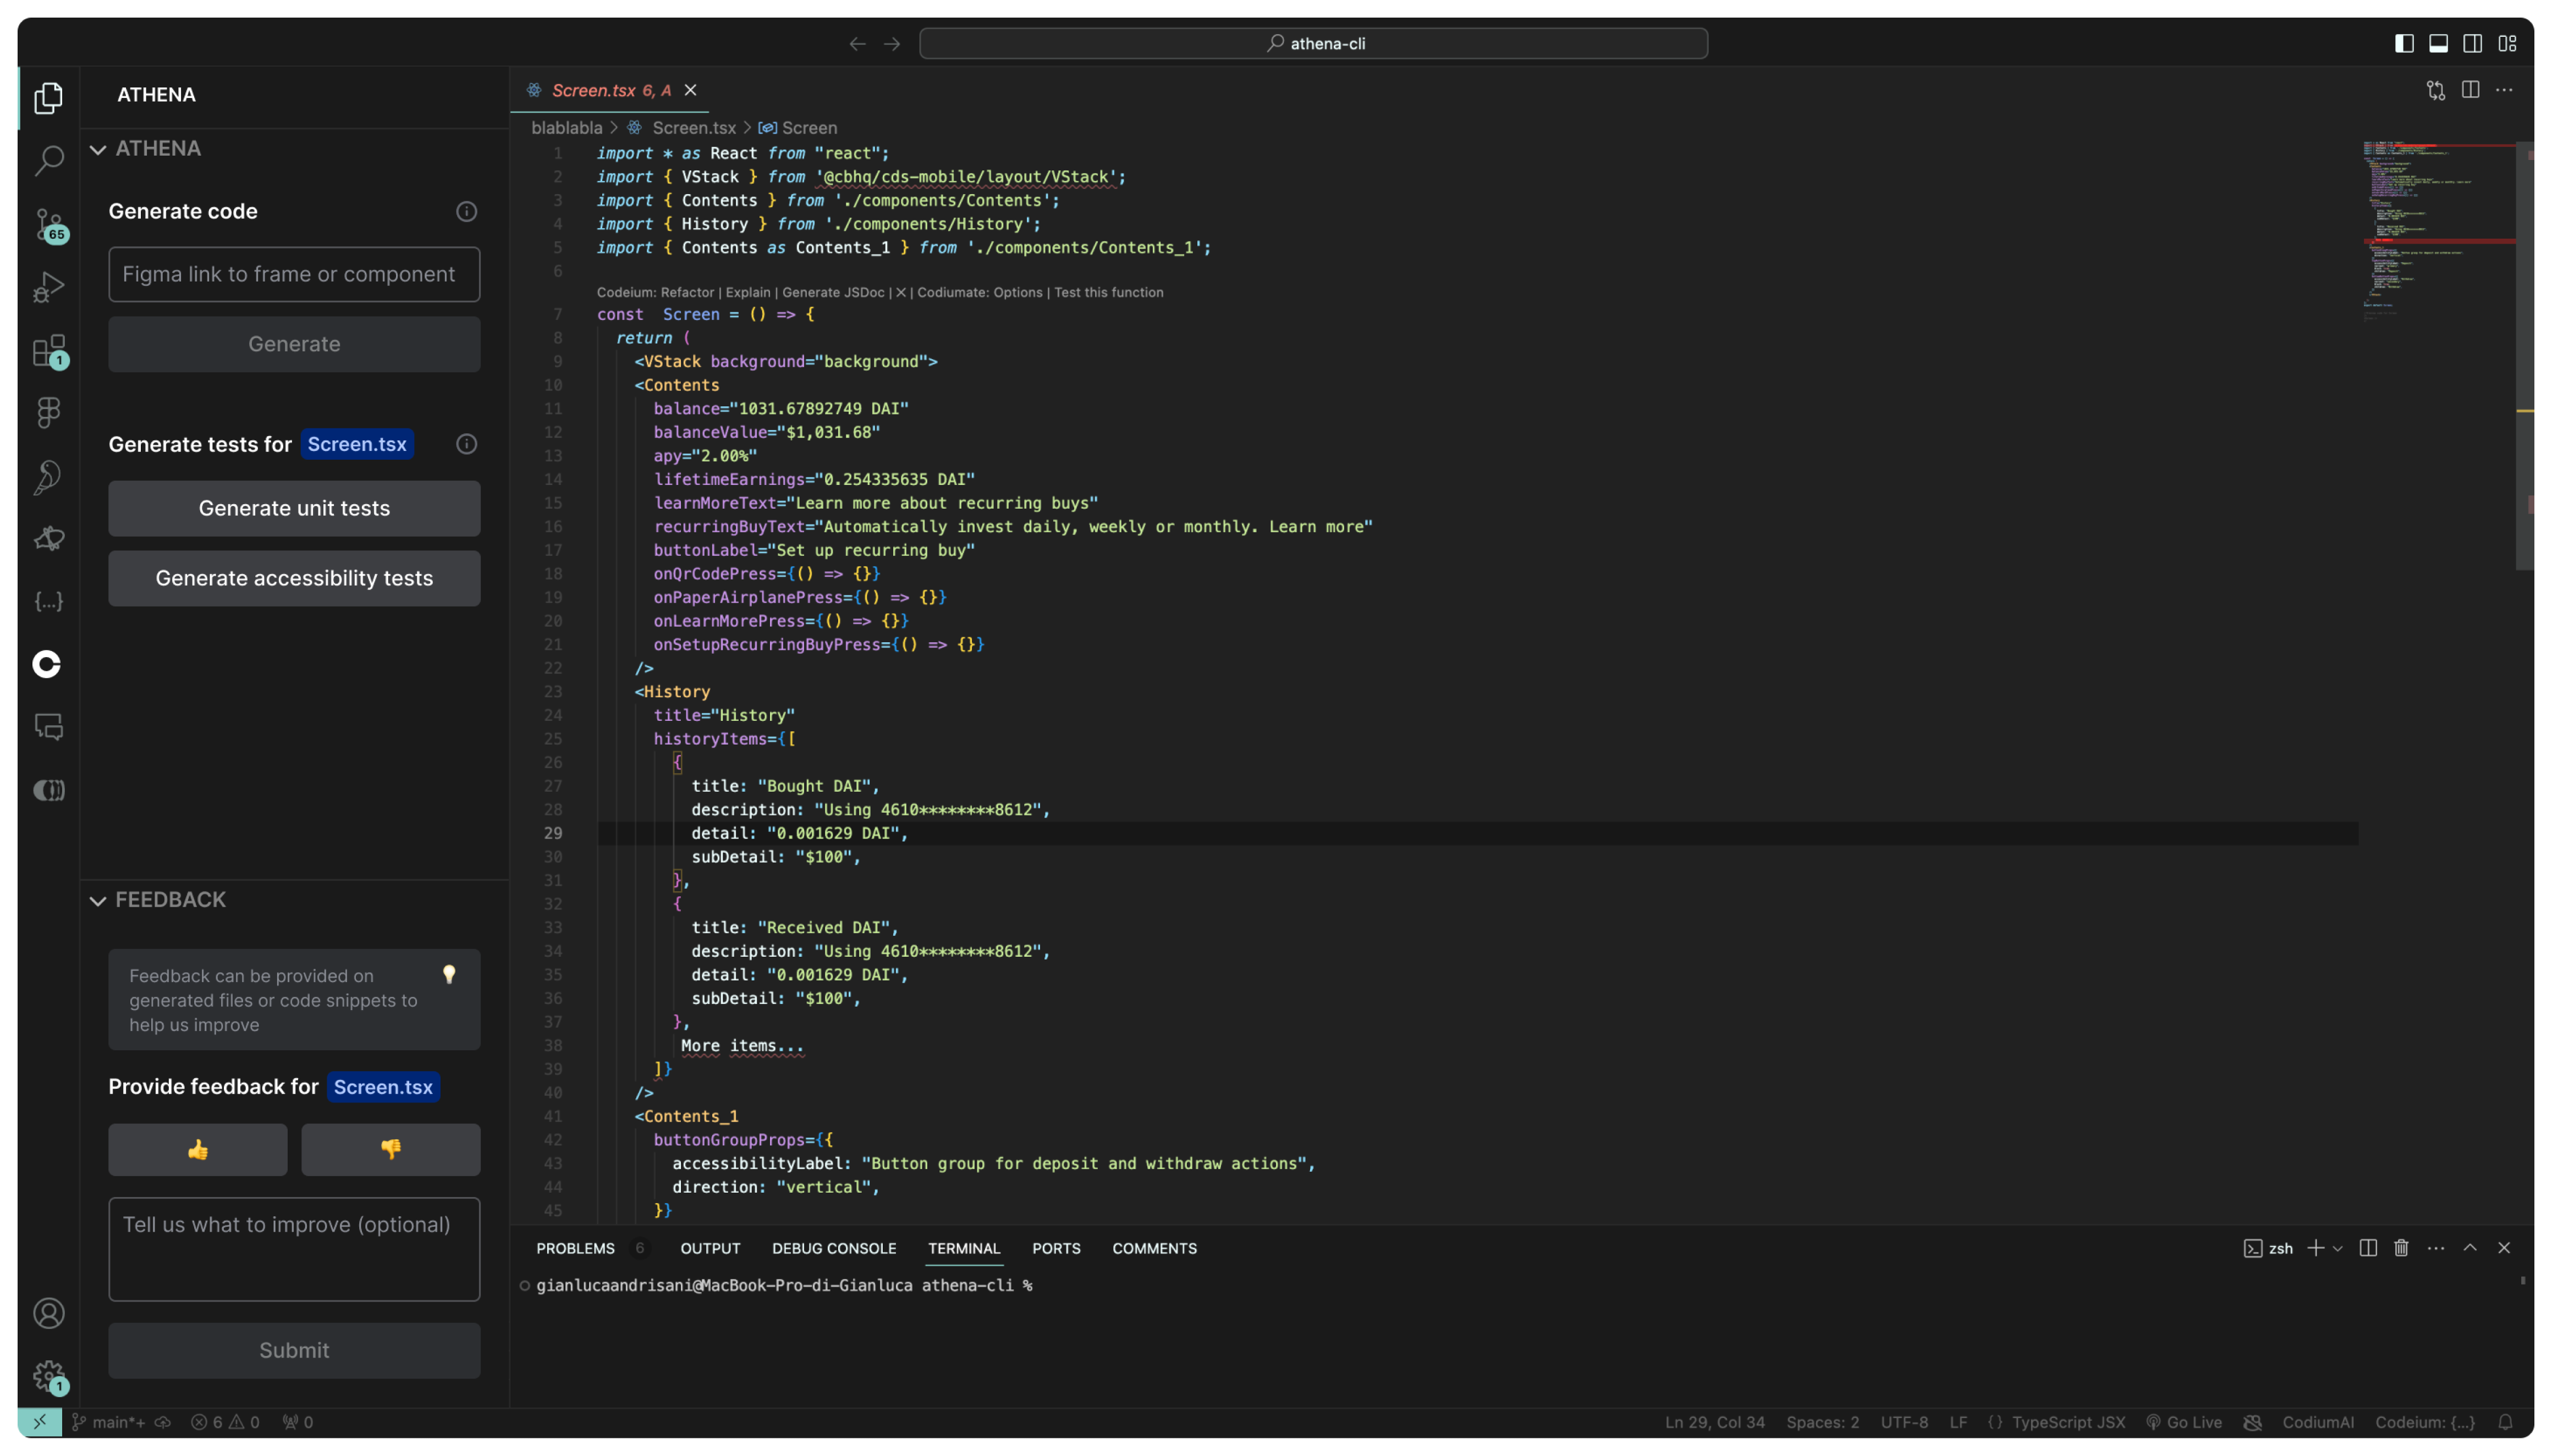 athena-cli
ATHENA
ATHENA
Generate code
Figma link to frame or component
Generate
Generate tests for Screen.tsx
Generate unit tests
Generate accessibility tests
FEEDBACK
Feedback can be provided on
generated files or code snippets to
help us improve
Provide feedback for Screen.tsx
Tell us what to improve (optional)
Submit
65
1
{...}
1
Screen.tsx 6, A
blablabla > Screen.tsx > Screen
1 import * as React from "react";
2 import { VStack } from '@cbhq/cds-mobile/layout/VStack';
3 import { Contents } from './components/Contents';
4 import { History } from './components/History';
5 import { Contents as Contents_1 } from './components/Contents_1';
6
Codeium: Refactor | Explain | Generate JSDoc | X | Codiumate: Options | Test this function
7 const  Screen = () => {
8 return (
9 <VStack background="background">
10 <Contents
11 balance="1031.67892749 DAI"
12 balanceValue="$1,031.68"
13 apy="2.00%"
14 lifetimeEarnings="0.254335635 DAI"
15 learnMoreText="Learn more about recurring buys"
16 recurringBuyText="Automatically invest daily, weekly or monthly. Learn more"
17 buttonLabel="Set up recurring buy"
18 onQrCodePress={() => {}}
19 onPaperAirplanePress={() => {}}
20 onLearnMorePress={() => {}}
21 onSetupRecurringBuyPress={() => {}}
22 />
23 <History
24 title="History"
25 historyItems={[
26 {
27 title: "Bought DAI",
28 description: "Using 4610********8612",
29 detail: "0.001629 DAI",
30 subDetail: "$100",
31 },
32 {
33 title: "Received DAI",
34 description: "Using 4610********8612",
35 detail: "0.001629 DAI",
36 subDetail: "$100",
37 },
38 More items...
39 ]}
40 />
41 <Contents_1
42 buttonGroupProps={{
43 accessibilityLabel: "Button group for deposit and withdraw actions",
44 direction: "vertical",
45 }}
PROBLEMS 6 OUTPUT DEBUG CONSOLE TERMINAL PORTS COMMENTS
zsh
gianlucaandrisani@MacBook-Pro-di-Gianluca athena-cli %
main*+ 6 0 0
Ln 29, Col 34 Spaces: 2 UTF-8 LF {} TypeScript JSX Go Live CodiumAI Codeium: {...}